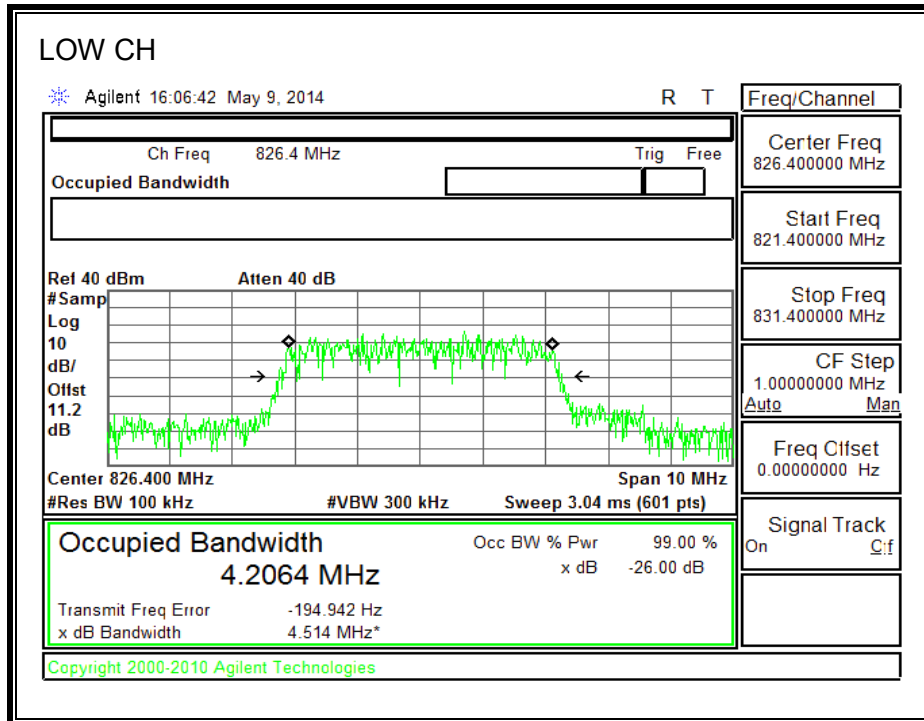 LOW CH
Agilent 16:06:42 May 9, 2014 R T
Freq/Channel
Ch Freq 826.4 MHz Trig Free
Occupied Bandwidth
Center Freq
826.400000 MHz
Start Freq
821.400000 MHz
Stop Freq
831.400000 MHz
CF Step
1.00000000 MHz
Auto Man
Freq Offset
0.00000000 Hz
Signal Track
On Off
Ref 40 dBm Atten 40 dB
#Samp
Log
10
dB/
Offst
11.2
dB
Center 826.400 MHz Span 10 MHz
#Res BW 100 kHz #VBW 300 kHz Sweep 3.04 ms (601 pts)
Occupied Bandwidth Occ BW % Pwr 99.00 %
4.2064 MHz x dB -26.00 dB
Transmit Freq Error -194.942 Hz
x dB Bandwidth 4.514 MHz*
Copyright 2000-2010 Agilent Technologies